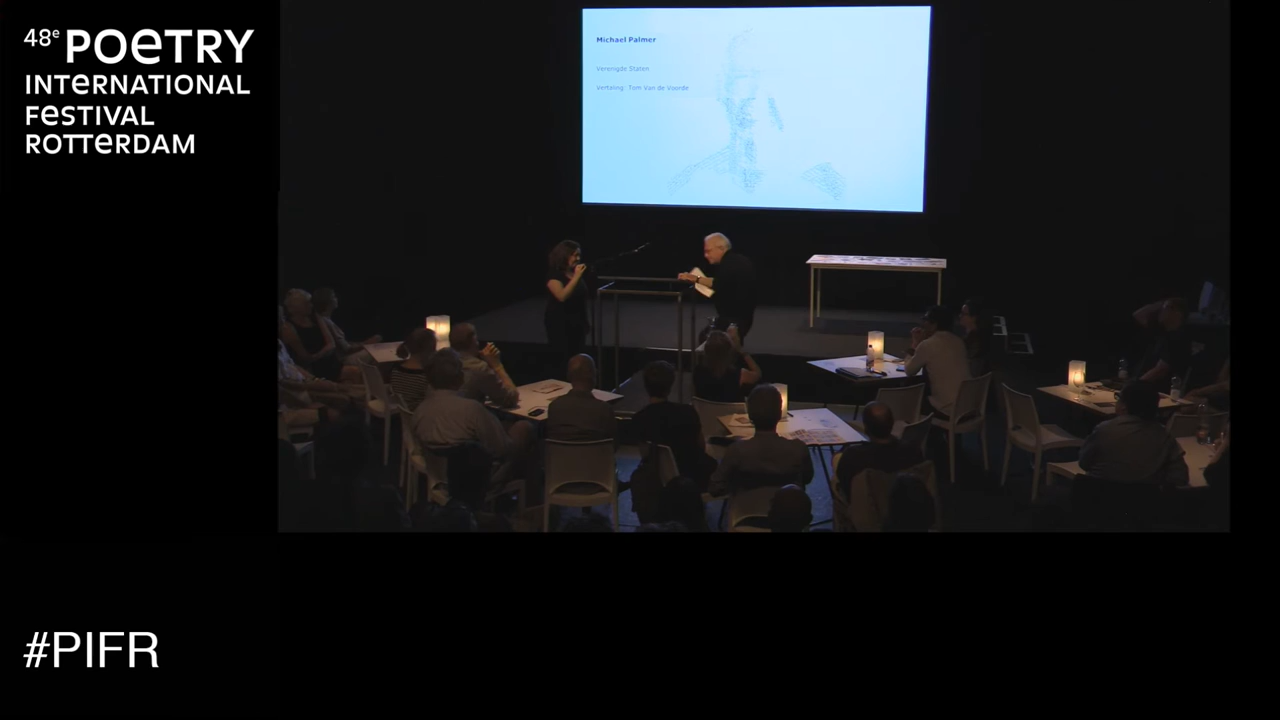 48e POeTRY
INTeRNATIONAL
FeSTIVAL
ROTTeRDAM
Michael Palmer
Verenigde Staten
Vertaling: Tom Van de Voorde
#PIFR